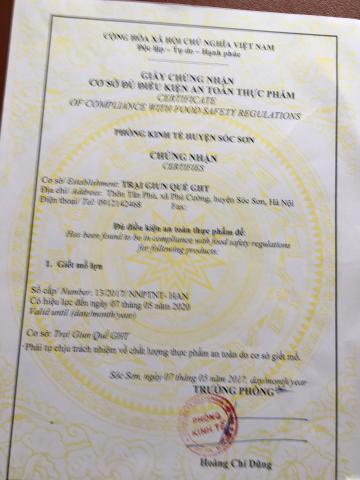 CỘNG HÒA XÃ HỘI CHỦ NGHĨA VIỆT NAM
Độc lập – Tự do – Hạnh phúc
GIẤY CHỨNG NHẬN
CƠ SỞ ĐỦ ĐIỀU KIỆN AN TOÀN THỰC PHẨM
CERTIFICATE
OF COMPLIANCE WITH FOOD SAFETY REGULATIONS
PHÒNG KINH TẾ HUYỆN SÓC SƠN
CHỨNG NHẬN
CERTIFIES
Cơ sở/ Establishment: TRẠI GIUN QUẾ GHT
Địa chỉ/ Address: Thôn Tân Phú, xã Phú Cường, huyện Sóc Sơn, Hà Nội
Điện thoại/ Tel: 0912142468 Fax:
Đủ điều kiện an toàn thực phẩm để:
Has been found to be in compliance with food safety regulations
for following products:
1. Giết mổ lợn
Số cấp/ Number: 13/2017/ NNPTNT- HAN
Có hiệu lực đến ngày 07 tháng 05 năm 2020
Valid until (date/month/year)
Cơ sở: Trại Giun Quế GHT
-Phải tự chịu trách nhiệm về chất lượng thực phẩm an toàn do cơ sở giết mổ.
Sóc Sơn, ngày 07 tháng 05 năm 2017, day/month/year
TRƯỞNG PHÒNG
PHÒNG
KINH TẾ
Hoàng Chí Dũng